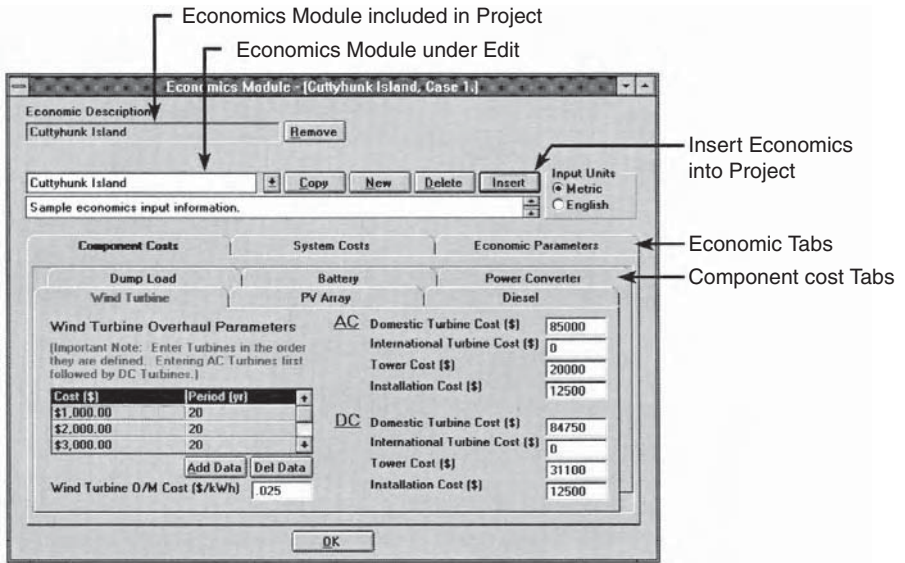 Economics Module included in Project
Economics Module under Edit
Economics Module - [Cuttyhunk Island, Case 1.]
Economic Description
Cuttyhunk Island
Remove
Insert Economics
into Project
Cuttyhunk Island
Copy
New
Delete
Insert
Input Units
Metric
English
Sample economics input information.
Component Costs
System Costs
Economic Parameters
Economic Tabs
Dump Load
Battery
Power Converter
Component cost Tabs
Wind Turbine
PV Array
Diesel
Wind Turbine Overhaul Parameters
(Important Note: Enter Turbines in the order
they are defined. Entering AC Turbines first
followed by DC Turbines.)
Cost ($) Period (yr)
$1,000.00 20
$2,000.00 20
$3,000.00 20
Add Data Del Data
Wind Turbine O/M Cost ($/kWh) .025
AC Domestic Turbine Cost ($) 85000
International Turbine Cost ($) 0
Tower Cost ($) 20000
Installation Cost ($) 12500
DC Domestic Turbine Cost ($) 84750
International Turbine Cost ($) 0
Tower Cost ($) 31100
Installation Cost ($) 12500
OK